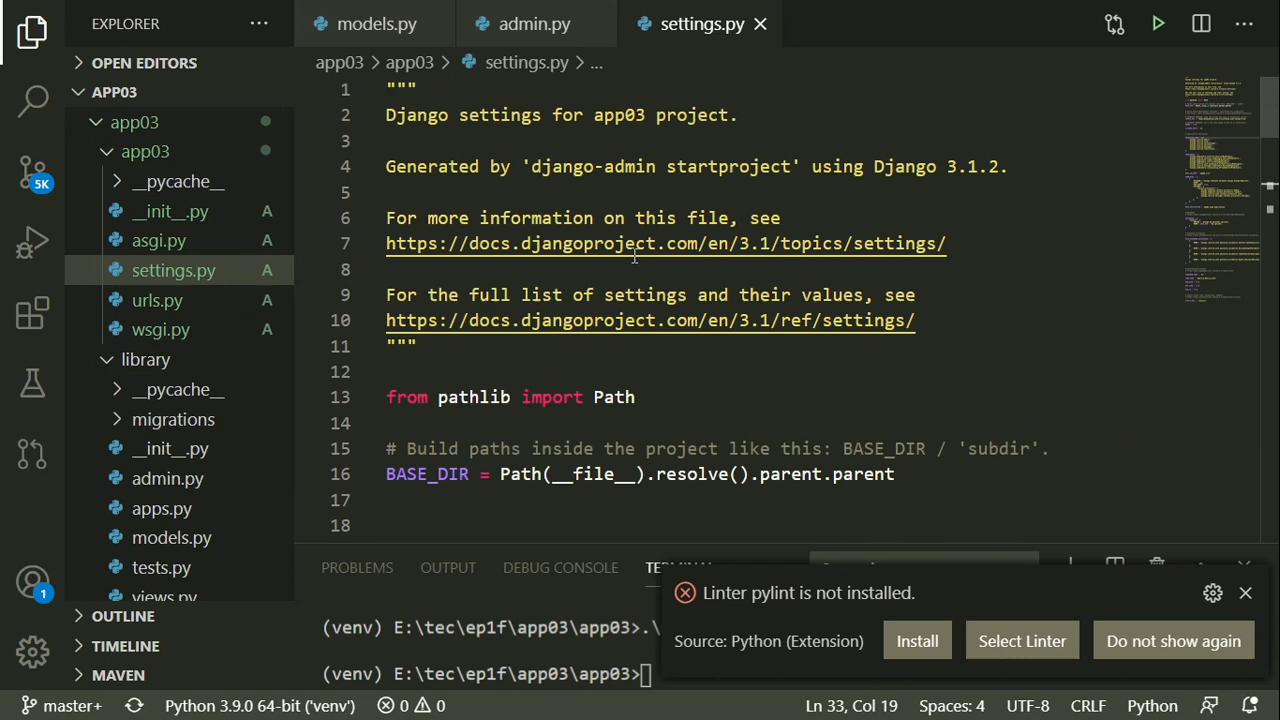 EXPLORER
models.py
admin.py
settings.py
OPEN EDITORS
app03 > app03 > settings.py > ...
APP03
app03
app03
__pycache__
__init__.py A
asgi.py A
settings.py A
urls.py A
wsgi.py A
library
__pycache__
migrations
__init__.py
admin.py
apps.py
models.py
tests.py
views.py
OUTLINE
TIMELINE
MAVEN
5K
1
1 """
2 Django settings for app03 project.
3
4 Generated by 'django-admin startproject' using Django 3.1.2.
5
6 For more information on this file, see
7 https://docs.djangoproject.com/en/3.1/topics/settings/
8
9 For the full list of settings and their values, see
10 https://docs.djangoproject.com/en/3.1/ref/settings/
11 """
12
13 from pathlib import Path
14
15 # Build paths inside the project like this: BASE_DIR / 'subdir'.
16 BASE_DIR = Path(__file__).resolve().parent.parent
17
18
PROBLEMS OUTPUT DEBUG CONSOLE
(venv) E:\tec\ep1f\app03\app03>.\
(venv) E:\tec\ep1f\app03\app03>
Linter pylint is not installed.
Source: Python (Extension)
Install
Select Linter
Do not show again
master+ Python 3.9.0 64-bit ('venv') 0 0 Ln 33, Col 19 Spaces: 4 UTF-8 CRLF Python